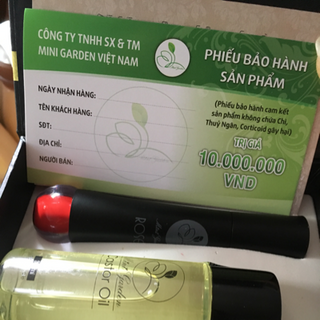 CÔNG TY TNHH SX & TM
MINI GARDEN VIỆT NAM
PHIẾU BẢO HÀNH
SẢN PHẨM
NGÀY NHẬN HÀNG:
TÊN KHÁCH HÀNG:
SĐT:
ĐỊA CHỈ:
NGƯỜI BÁN:
(Phiếu bảo hành cam kết
sản phẩm không chứa Chì,
Thuỷ Ngân, Corticoid gây hại)
TRỊ GIÁ
10.000.000
VNĐ
Castor Oil